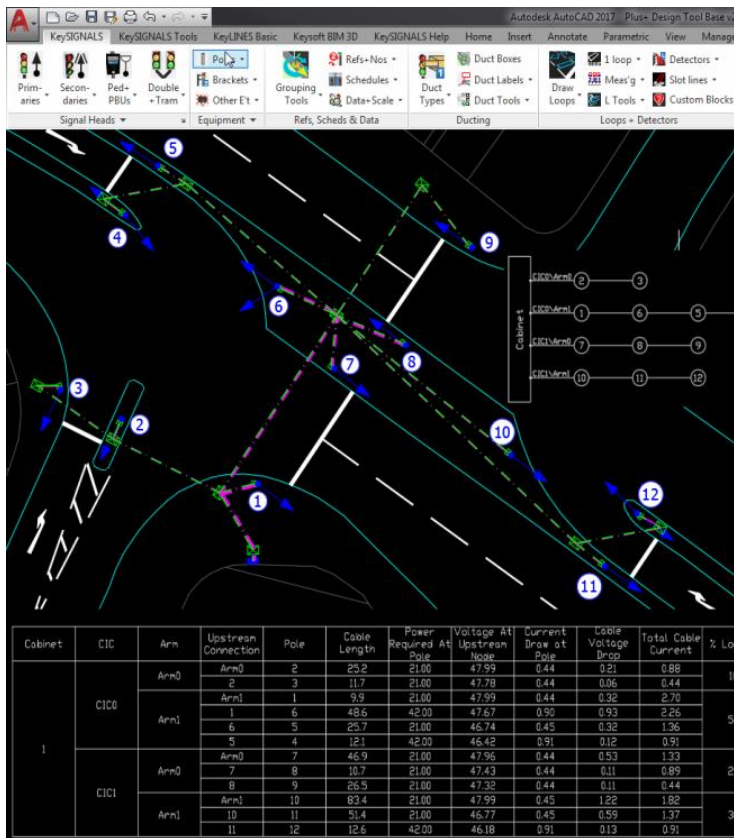 Autodesk AutoCAD 2017 Plus+ Design Tool Base
KeySIGNALS KeySIGNALS Tools KeyLINES Basic Keysoft BIM 3D KeySIGNALS Help Home Insert Annotate Parametric View Manage
Refs+Nos Duct Boxes 1 loop Detectors
Brackets Schedules Duct Labels Meas'g Slot lines
Other E't Data+Scale Duct Tools L Tools Custom Blocks
Prim- Secon- Ped+ Double Grouping Duct Draw
aries daries PBUs +Tram Tools Types Loops
Signal Heads Equipment Refs, Scheds & Data Ducting Loops + Detectors
5
4
9
6
8
7
3
2
10
1
12
11
Cabinet
CIC0\Arm0 2 3
CIC0\Arm1 1 6 5
CIC1\Arm0 7 8 9
CIC1\Arm1 10 11 12
Cabinet CIC Arm Upstream Connection Pole Cable Length Power Required At Pole Voltage At Upstream Node Current Draw at Pole Cable Voltage Drop Total Cable Current
1 CIC0 Arm0 Arm0 2 25.2 21.00 47.99 0.44 0.21 0.88
2 3 11.7 21.00 47.78 0.44 0.06 0.44
Arm1 Arm1 1 9.9 21.00 47.99 0.44 0.32 2.70
1 6 48.6 42.00 47.67 0.90 0.93 2.26
6 5 25.7 21.00 46.74 0.45 0.32 1.36
5 4 12.1 42.00 46.42 0.91 0.12 0.91
CIC1 Arm0 Arm0 7 46.9 21.00 47.96 0.44 0.53 1.33
7 8 10.7 21.00 47.43 0.44 0.11 0.89
8 9 26.5 21.00 47.32 0.44 0.11 0.44
Arm1 Arm1 10 83.4 21.00 47.99 0.45 1.22 1.82
10 11 51.4 21.00 46.77 0.45 0.59 1.37
11 12 12.6 42.00 46.18 0.91 0.13 0.91